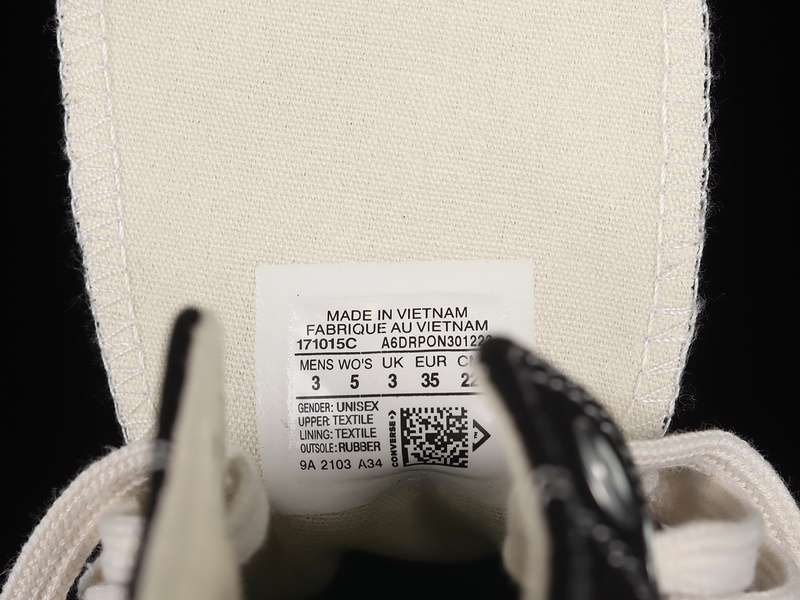 MADE IN VIETNAM
FABRIQUE AU VIETNAM
171015C
MENS WO'S UK EUR
3 5 3 35
GENDER: UNISEX
UPPER: TEXTILE
LINING: TEXTILE
OUTSOLE: RUBBER
9A 2103 A34
CONVERSE